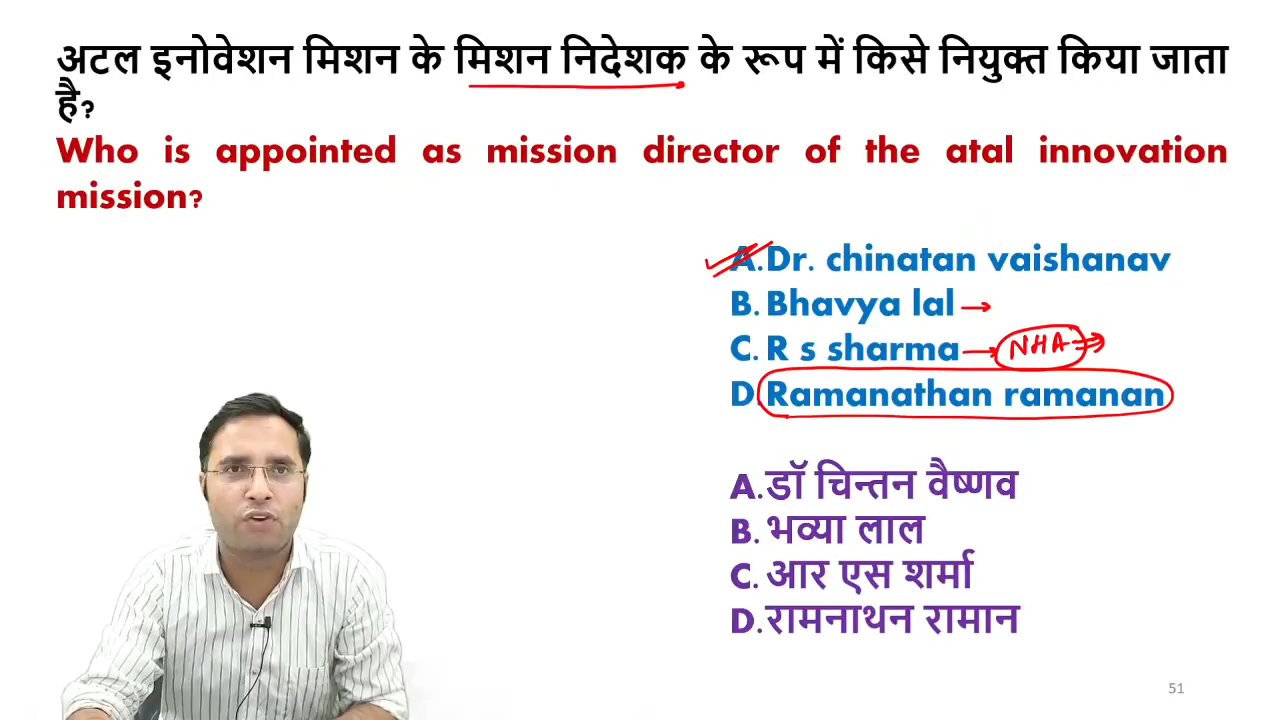 अटल इनोवेशन मिशन के मिशन निदेशक के रूप में किसे नियुक्त किया जाता
है?
Who is appointed as mission director of the atal innovation
mission?
A. Dr. chinatan vaishanav
B. Bhavya lal →
C. R s sharma → NHA →
D. Ramanathan ramanan
A. डॉ चिन्तन वैष्णव
B. भव्या लाल
C. आर एस शर्मा
D. रामनाथन रामान
51